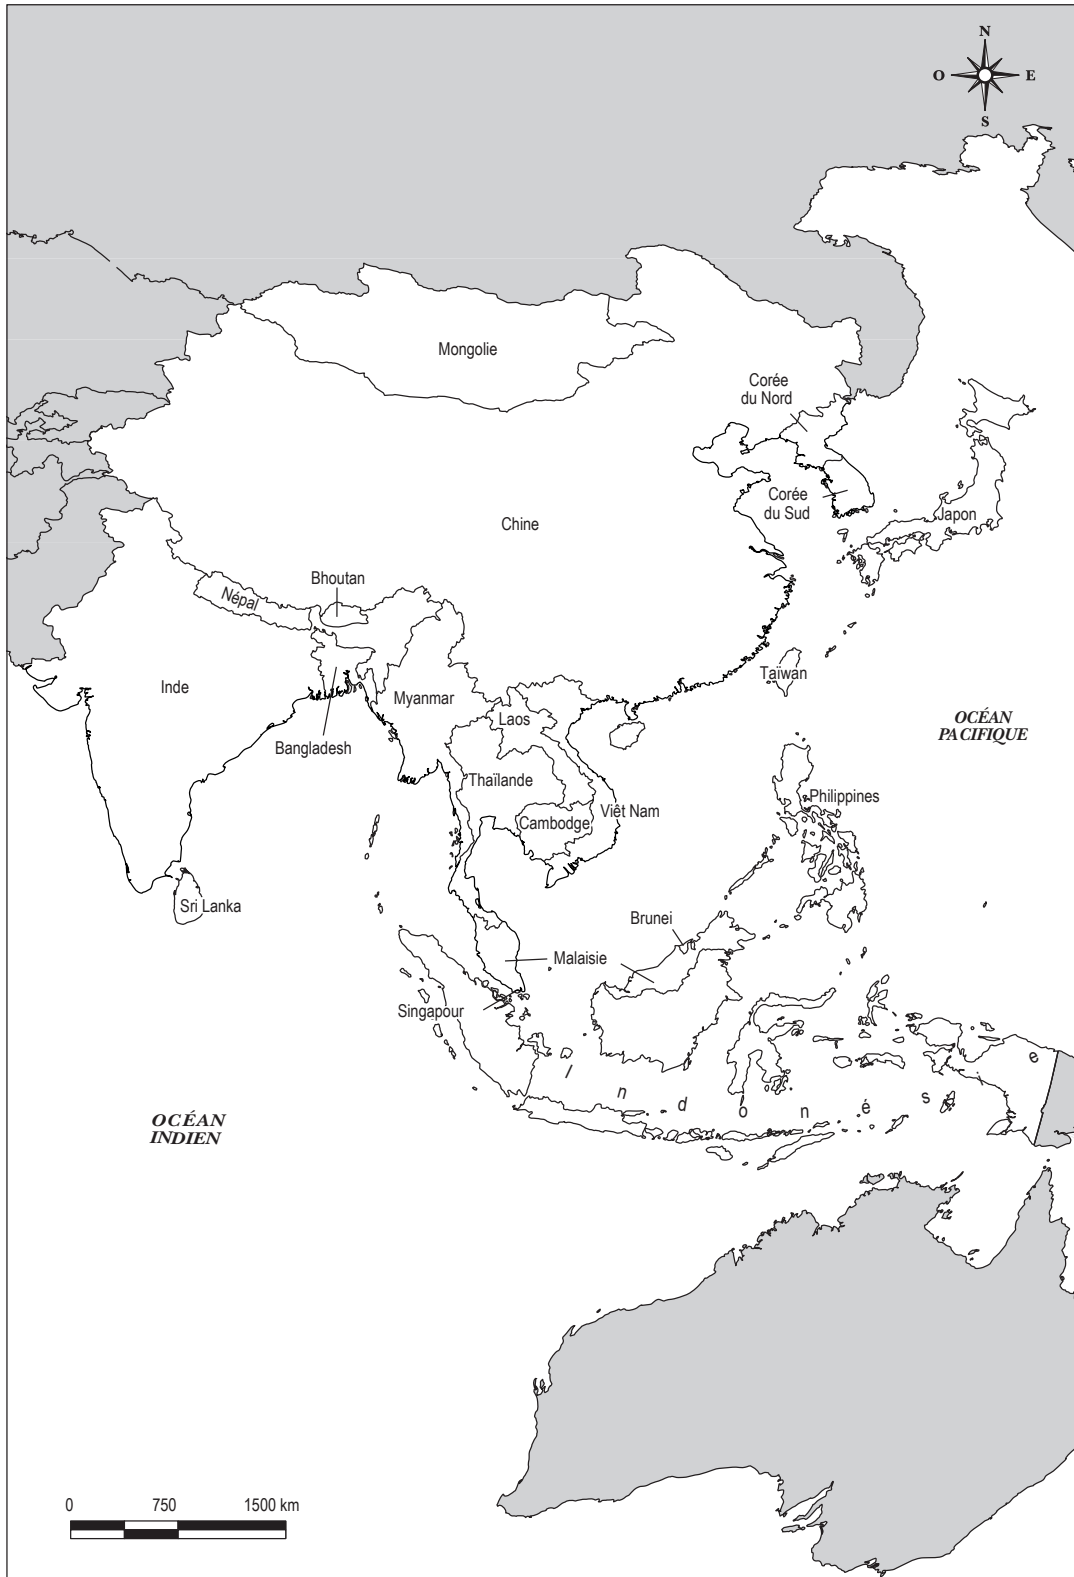 N
O E
S
Mongolie
Corée
du Nord
Corée
du Sud
Japon
Chine
Bhoutan
Népal
Taïwan
Inde
Myanmar
Laos
OCÉAN
PACIFIQUE
Bangladesh
Thaïlande
Philippines
Viêt Nam
Cambodge
Sri Lanka
Brunei
Malaisie
Singapour
I n d o n é s e
OCÉAN
INDIEN
0 750 1500 km